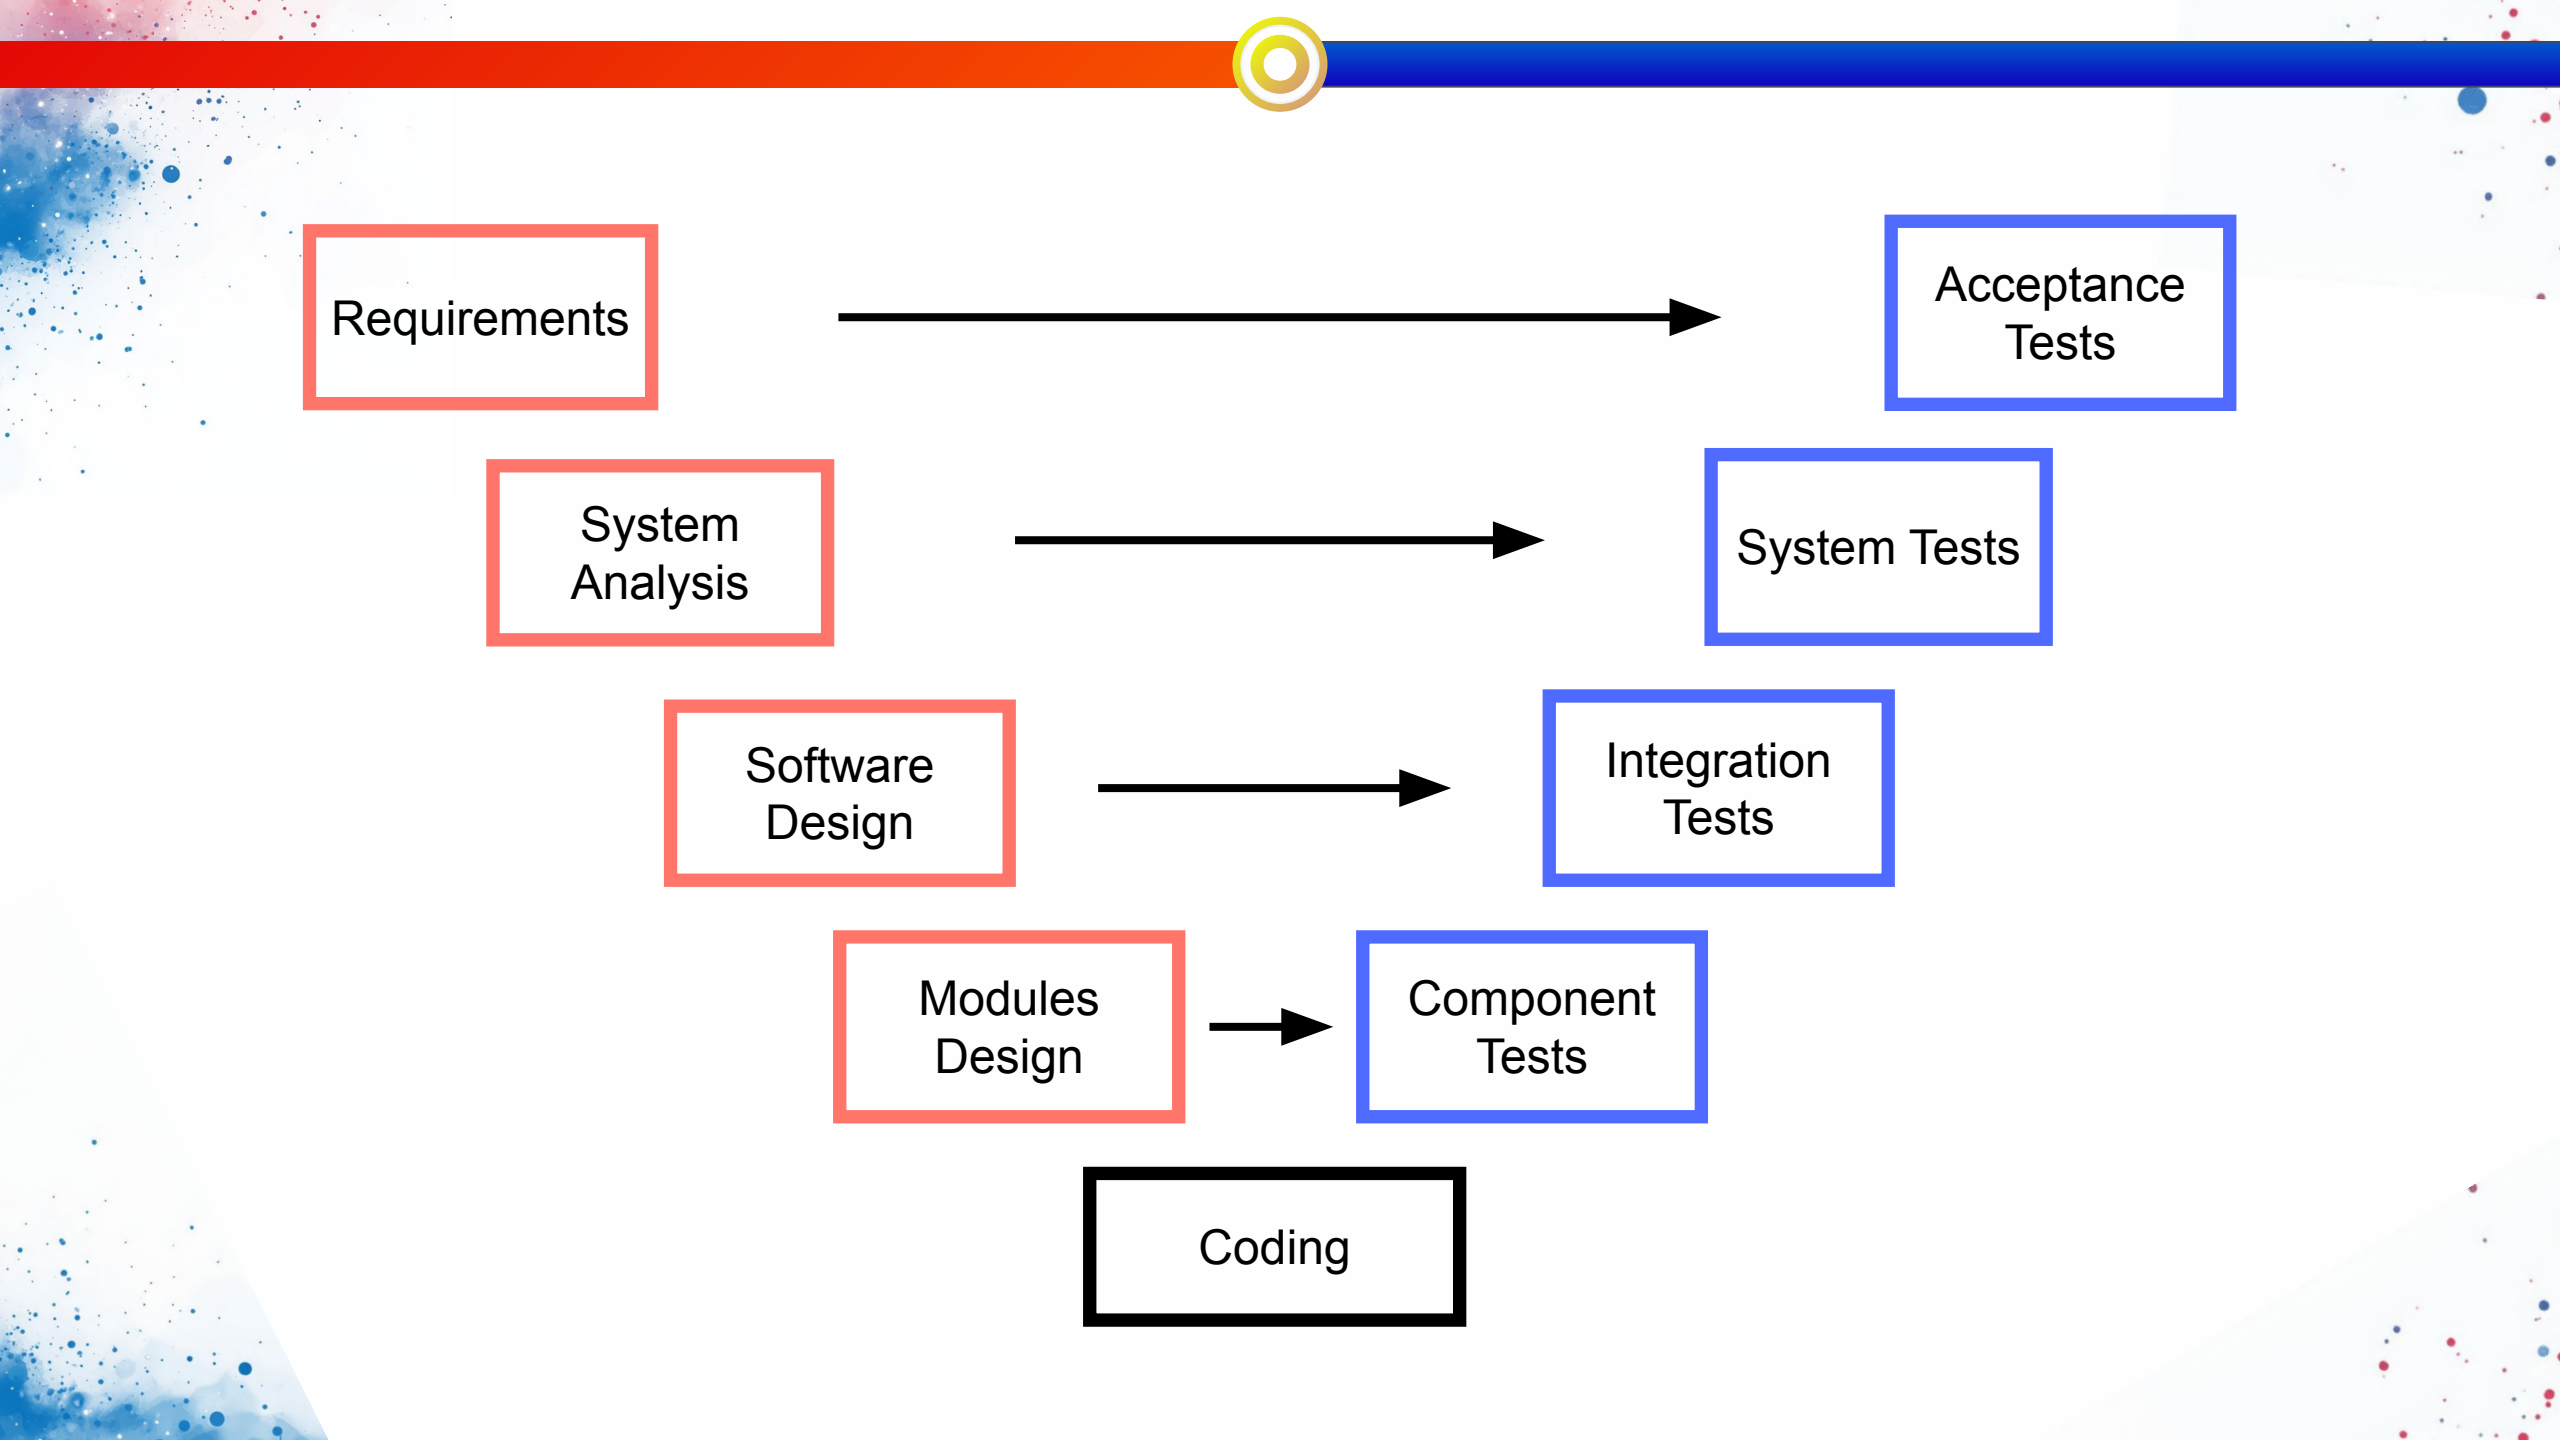 Requirements
Acceptance
Tests
System
Analysis
System Tests
Software
Design
Integration
Tests
Modules
Design
Component
Tests
Coding